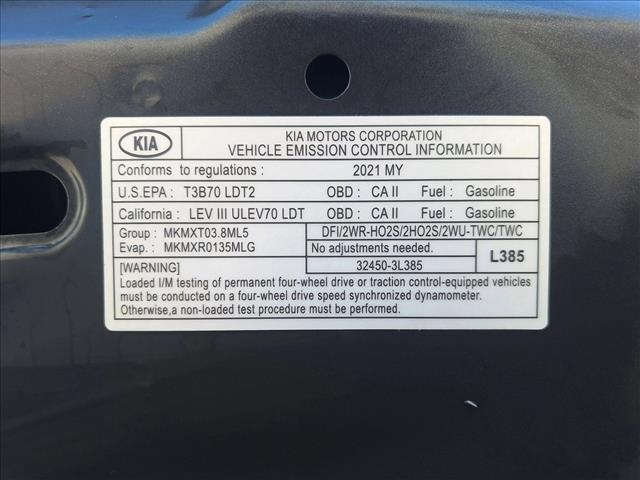 KIA
KIA MOTORS CORPORATION
VEHICLE EMISSION CONTROL INFORMATION
Conforms to regulations : 2021 MY
U.S.EPA : T3B70 LDT2 OBD : CA II Fuel : Gasoline
California : LEV III ULEV70 LDT OBD : CA II Fuel : Gasoline
Group : MKMXT03.8ML5 DFI/2WR-HO2S/2HO2S/2WU-TWC/TWC
Evap. : MKMXR0135MLG No adjustments needed. L385
[WARNING] 32450-3L385
Loaded I/M testing of permanent four-wheel drive or traction control-equipped vehicles
must be conducted on a four-wheel drive speed synchronized dynamometer.
Otherwise,a non-loaded test procedure must be performed.